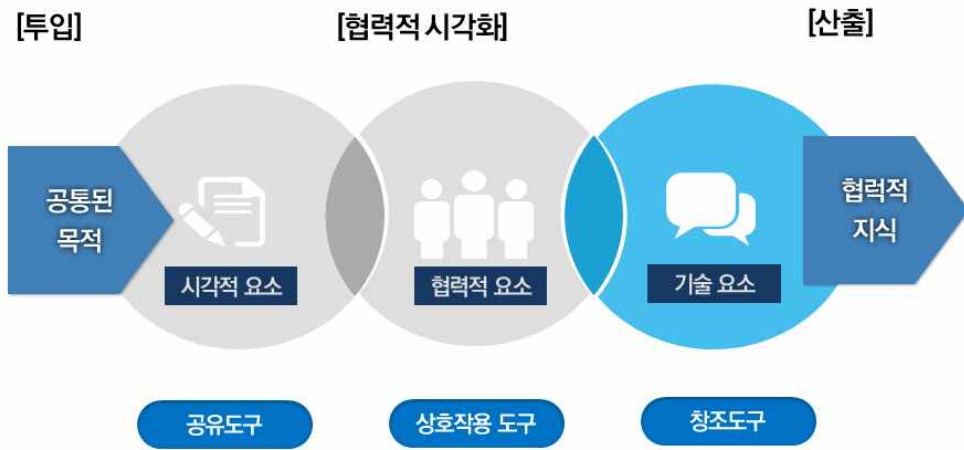 [투입]
[협력적 시각화]
[산출]
공통된
목적
시각적 요소
협력적 요소
기술 요소
협력적
지식
공유도구
상호작용 도구
창조도구